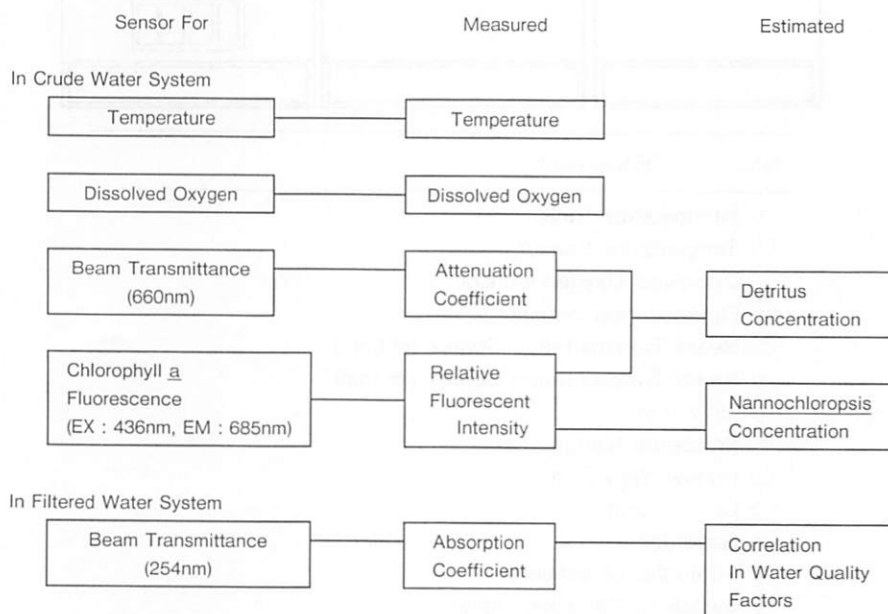 Sensor For Measured Estimated
In Crude Water System
Temperature Temperature
Dissolved Oxygen Dissolved Oxygen
Beam Transmittance
(660nm)
Attenuation
Coefficient
Detritus
Concentration
Chlorophyll a
Fluorescence
(EX : 436nm, EM : 685nm)
Relative
Fluorescent
Intensity
Nannochloropsis
Concentration
In Filtered Water System
Beam Transmittance
(254nm)
Absorption
Coefficient
Correlation
In Water Quality
Factors